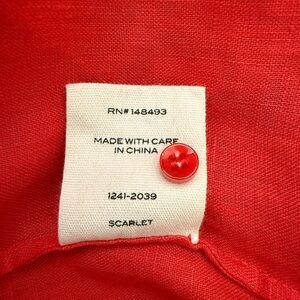 RN# 148493
MADE WITH CARE
IN CHINA
1241-2039
SCARLET